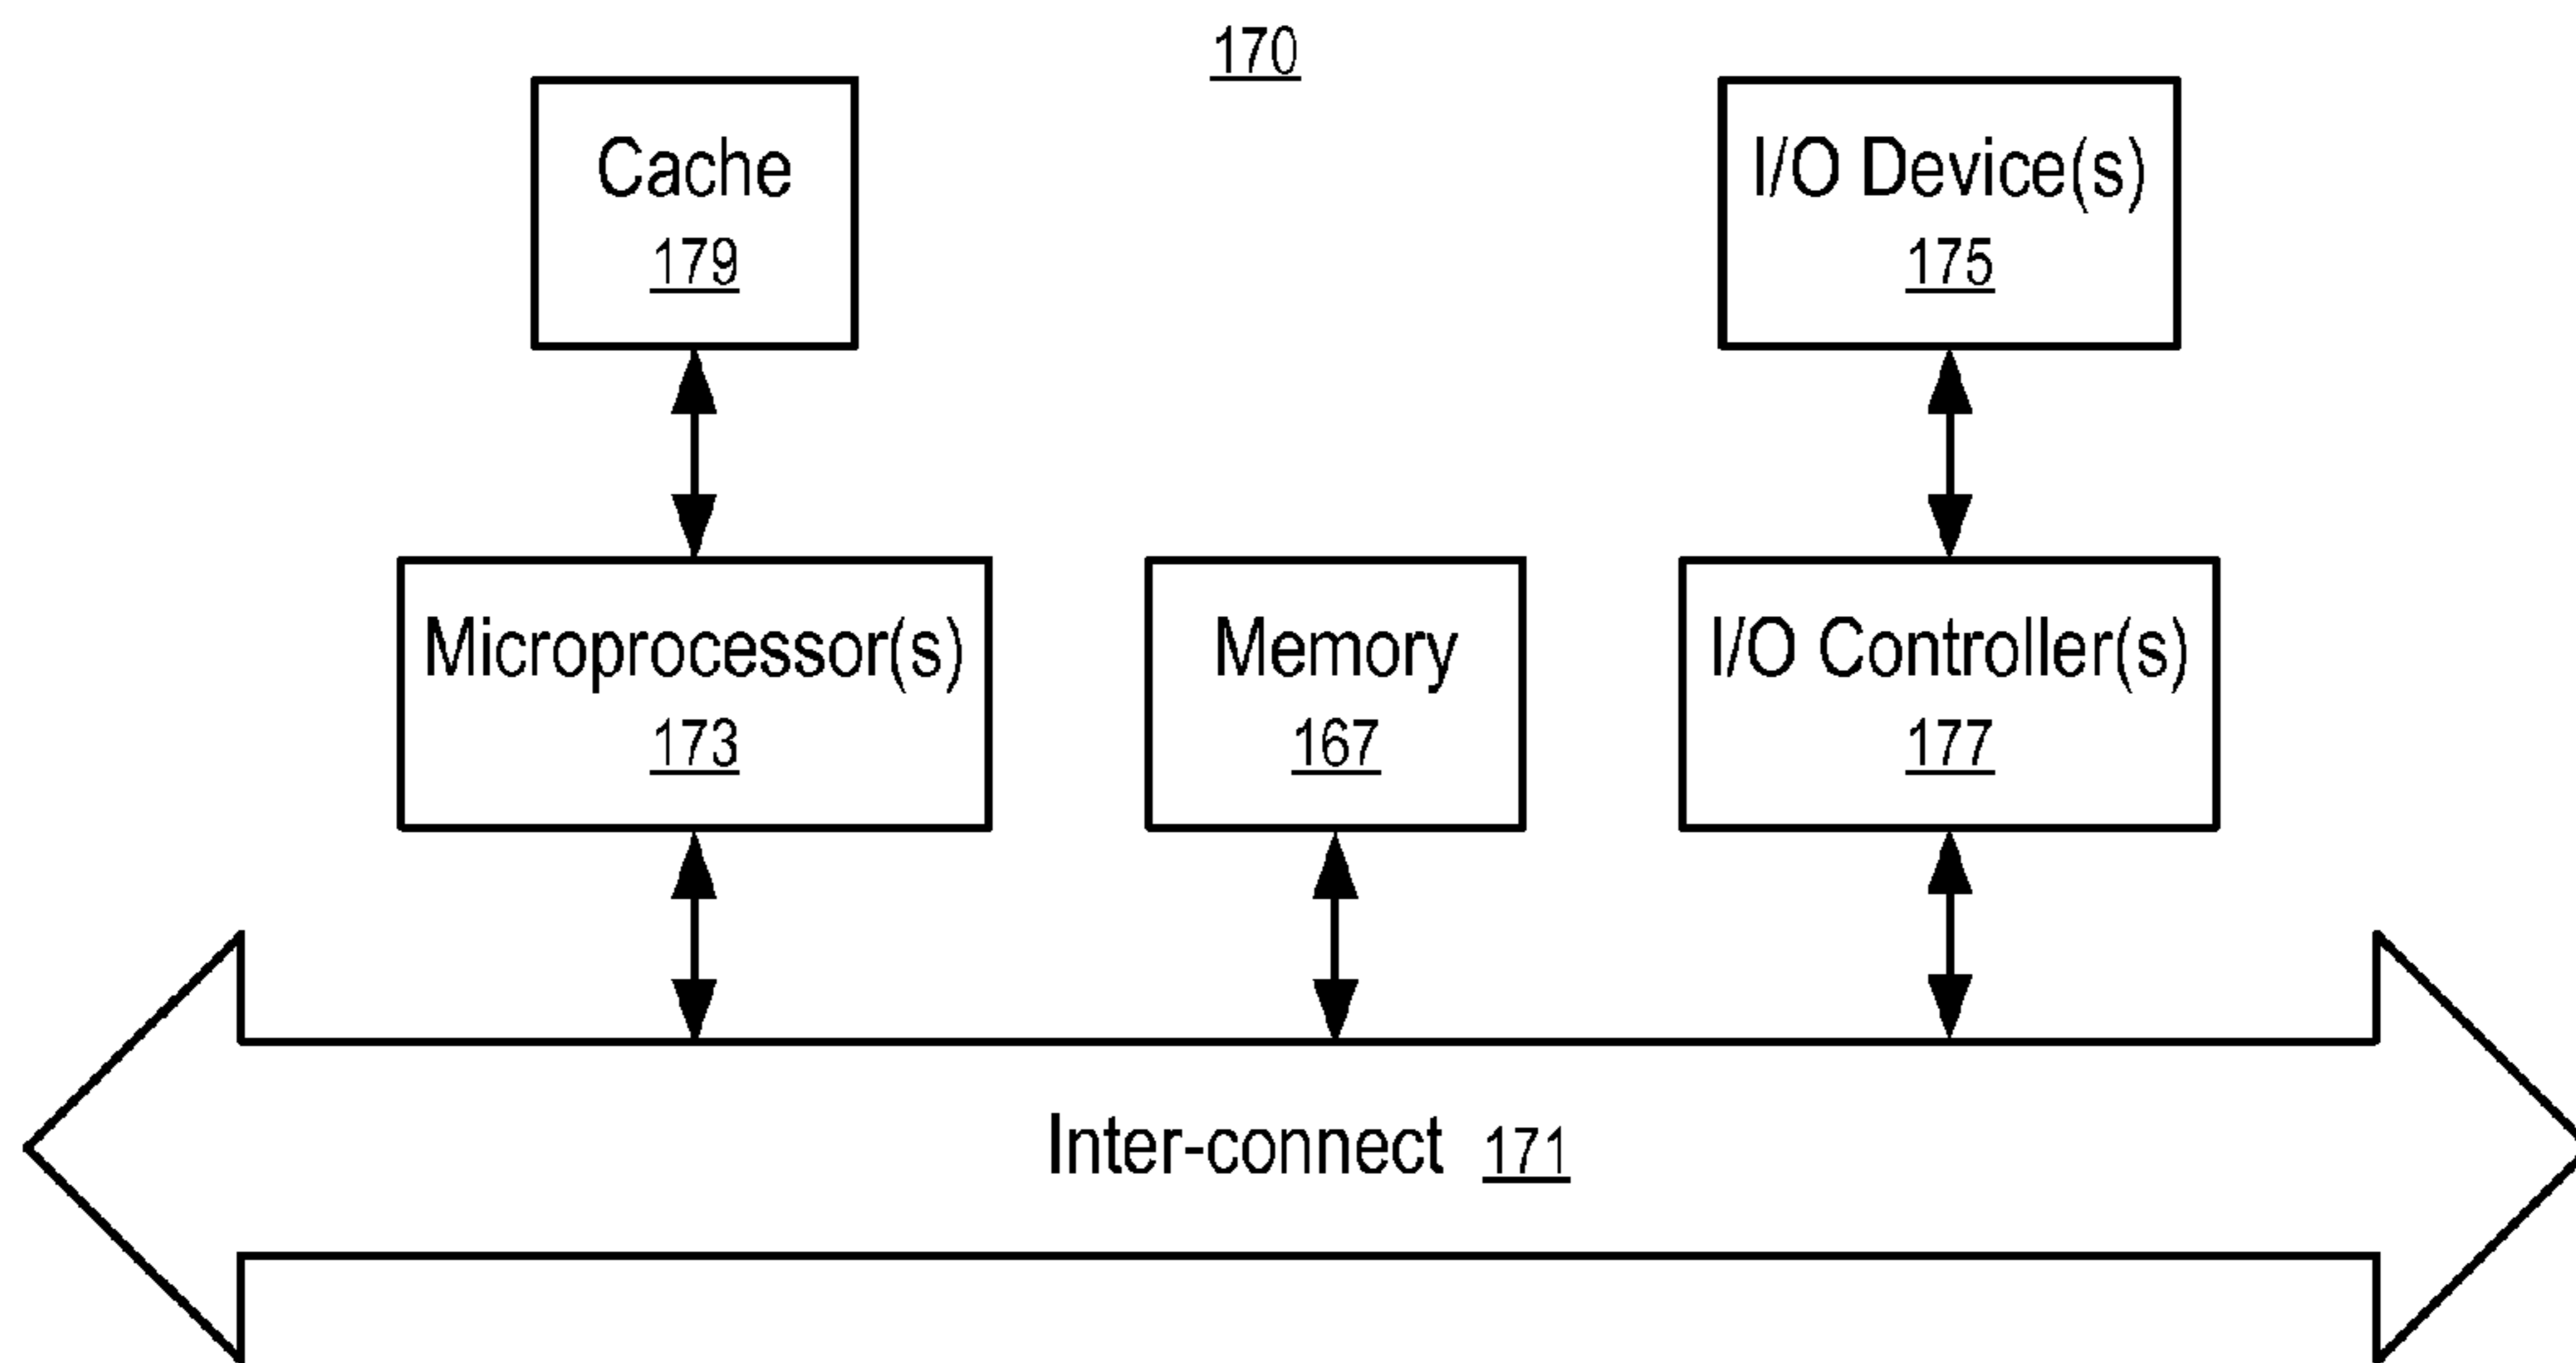 170
Cache
179
I/O Device(s)
175
Microprocessor(s)
173
Memory
167
I/O Controller(s)
177
Inter-connect 171